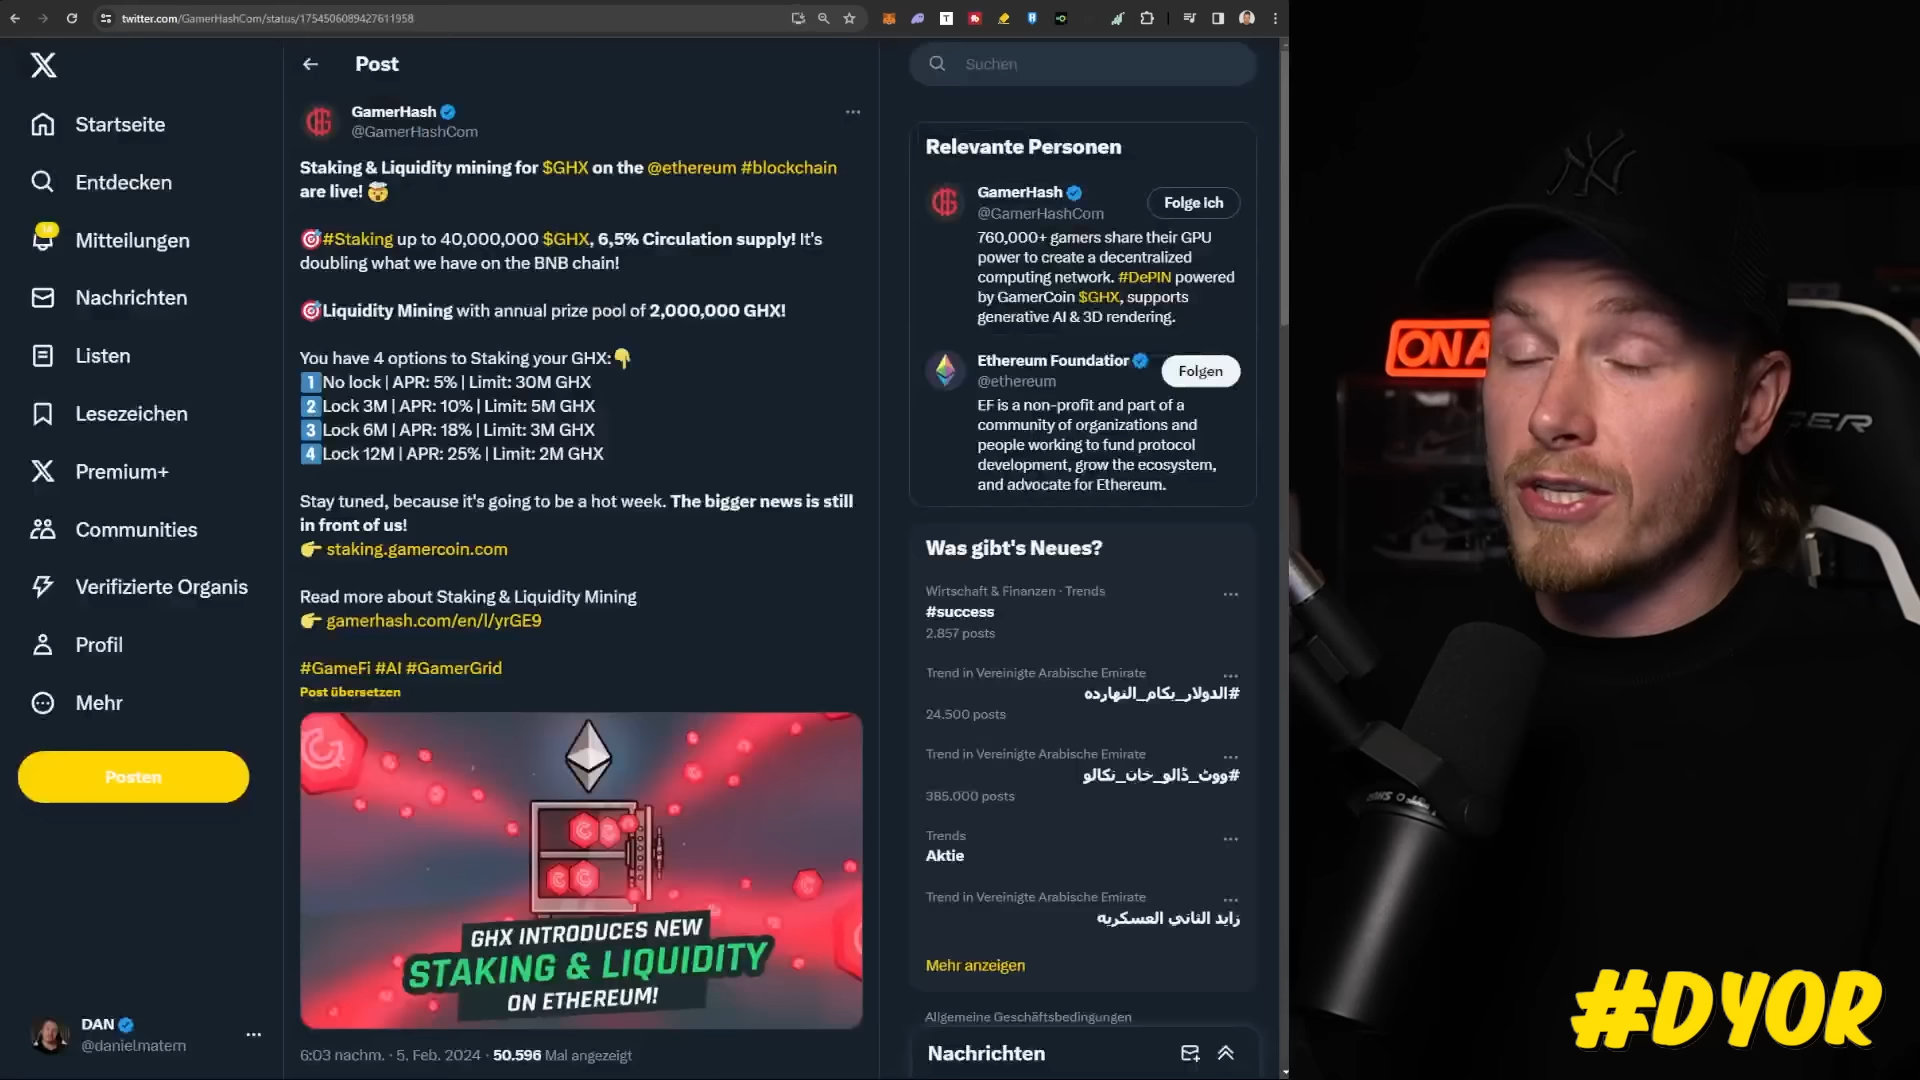 twitter.com/GamerHashCom/status/1754506089427611958
Startseite
Entdecken
14
Mitteilungen
Nachrichten
Listen
Lesezeichen
Premium+
Communities
Verifizierte Organis
Profil
Mehr
Posten
DAN
@danielmatern
Post
GamerHash
@GamerHashCom
Staking & Liquidity mining for $GHX on the @ethereum #blockchain
are live! 🤯
🎯#Staking up to 40,000,000 $GHX, 6,5% Circulation supply! It's
doubling what we have on the BNB chain!
🎯Liquidity Mining with annual prize pool of 2,000,000 GHX!
You have 4 options to Staking your GHX:👇
1️⃣No lock | APR: 5% | Limit: 30M GHX
2️⃣Lock 3M | APR: 10% | Limit: 5M GHX
3️⃣Lock 6M | APR: 18% | Limit: 3M GHX
4️⃣Lock 12M | APR: 25% | Limit: 2M GHX
Stay tuned, because it's going to be a hot week. The bigger news is still
in front of us!
👉 staking.gamercoin.com
Read more about Staking & Liquidity Mining
👉 gamerhash.com/en/l/yrGE9
#GameFi #AI #GamerGrid
Post übersetzen
GHX INTRODUCES NEW
STAKING & LIQUIDITY
ON ETHEREUM!
6:03 nachm. · 5. Feb. 2024 · 50.596 Mal angezeigt
Suchen
Relevante Personen
GamerHash
@GamerHashCom
Folge ich
760,000+ gamers share their GPU
power to create a decentralized
computing network. #DePIN powered
by GamerCoin $GHX, supports
generative AI & 3D rendering.
Ethereum Foundation
@ethereum
Folgen
EF is a non-profit and part of a
community of organizations and
people working to fund protocol
development, grow the ecosystem,
and advocate for Ethereum.
Was gibt's Neues?
Wirtschaft & Finanzen · Trends
#success
2.857 posts
Trend in Vereinigte Arabische Emirate
#الدولار_بكام_النهارده
24.500 posts
Trend in Vereinigte Arabische Emirate
#ووٹ_ڈالو_خان_نکالو
385.000 posts
Trends
Aktie
Trend in Vereinigte Arabische Emirate
زايد الثاني العسكريه
Mehr anzeigen
Allgemeine Geschäftsbedingungen
Nachrichten
NY
ON A
#DYOR